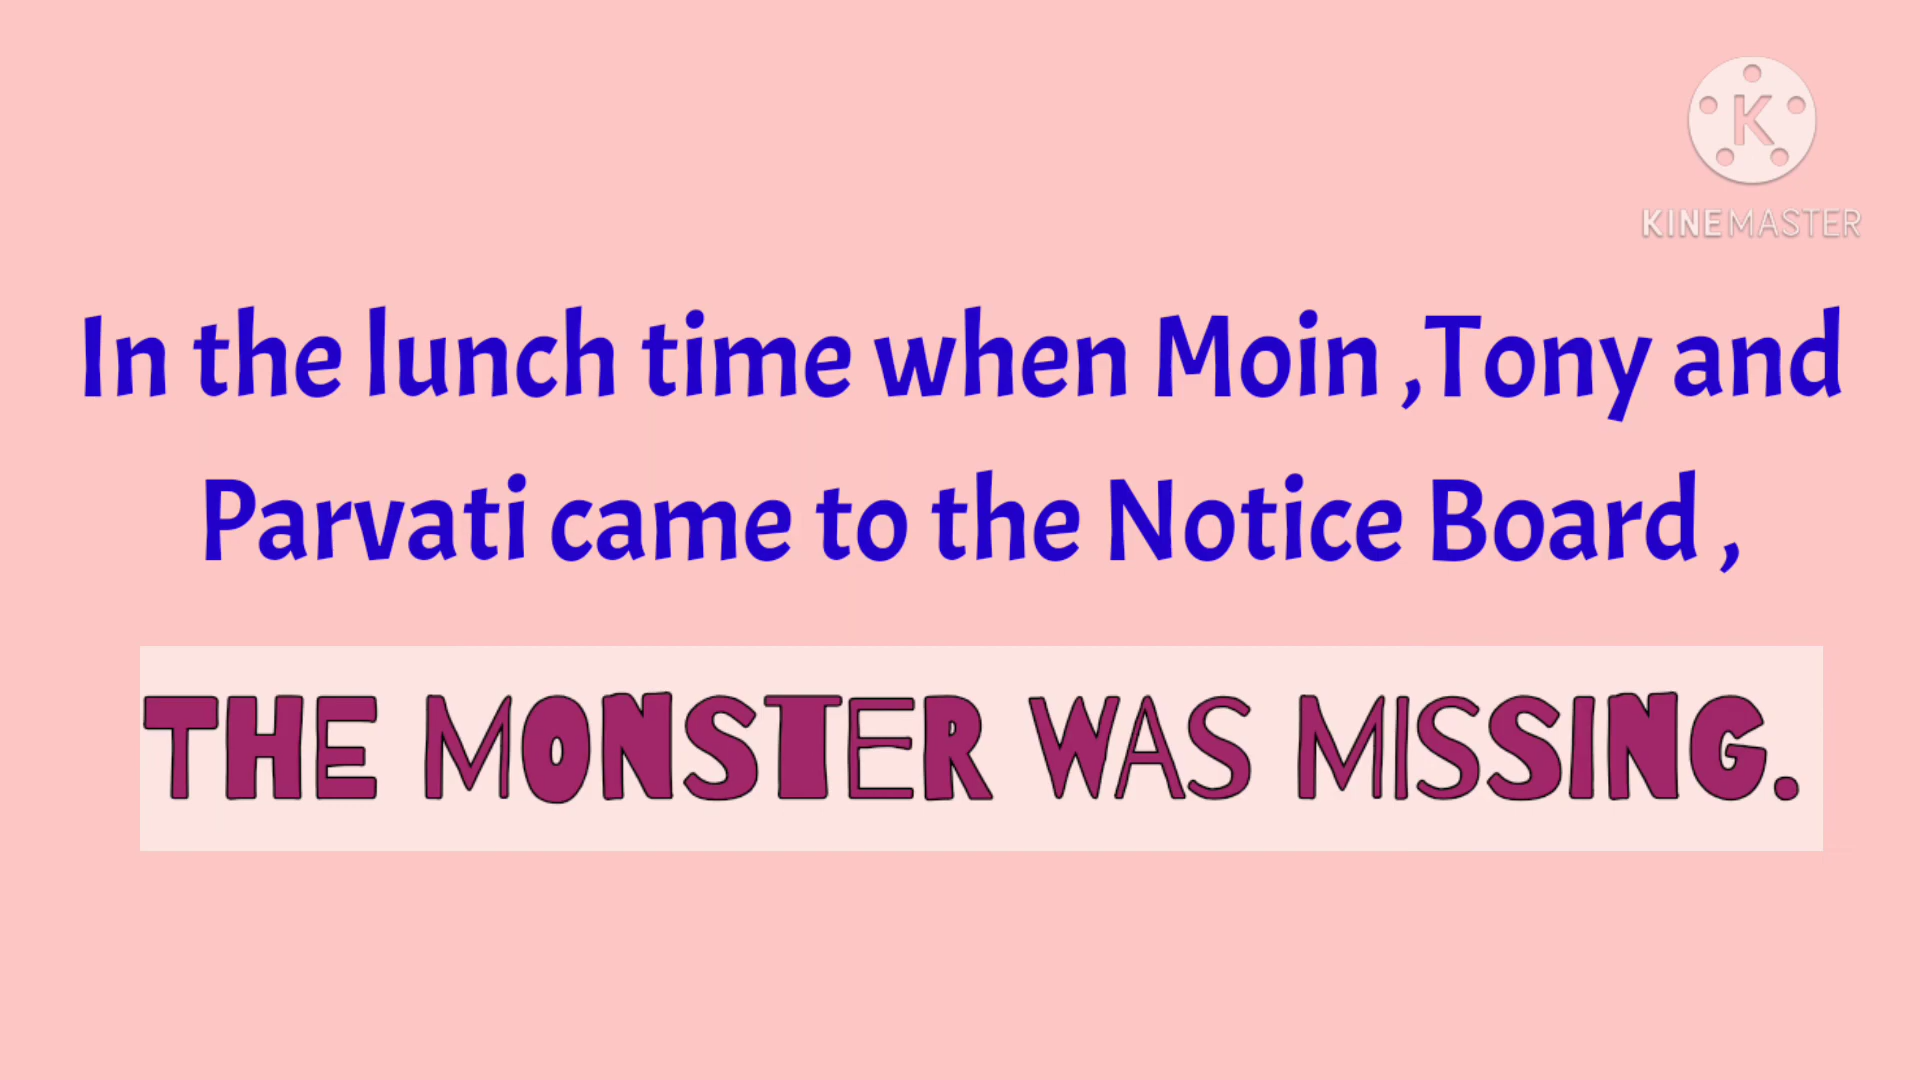 K
KINEMASTER
In the lunch time when Moin ,Tony and
Parvati came to the Notice Board ,
THE MONSTER WAS MISSING.